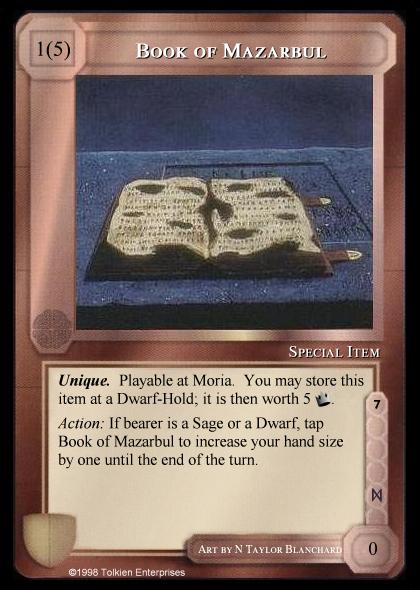 1(5)
BOOK OF MAZARBUL
SPECIAL ITEM
Unique. Playable at Moria. You may store this
item at a Dwarf-Hold; it is then worth 5 .
Action: If bearer is a Sage or a Dwarf, tap
Book of Mazarbul to increase your hand size
by one until the end of the turn.
7
ᛞ
ART BY N TAYLOR BLANCHARD
0
©1998 Tolkien Enterprises